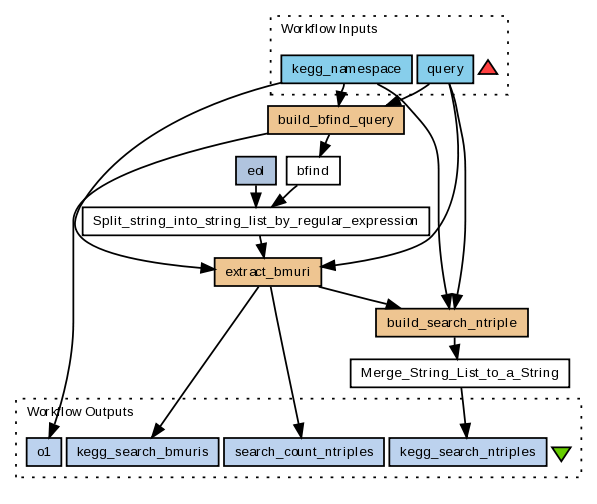 Workflow Inputs
kegg_namespace
query
build_bfind_query
eol
bfind
Split_string_into_string_list_by_regular_expression
extract_bmuri
build_search_ntriple
Merge_String_List_to_a_String
Workflow Outputs
o1
kegg_search_bmuris
search_count_ntriples
kegg_search_ntriples